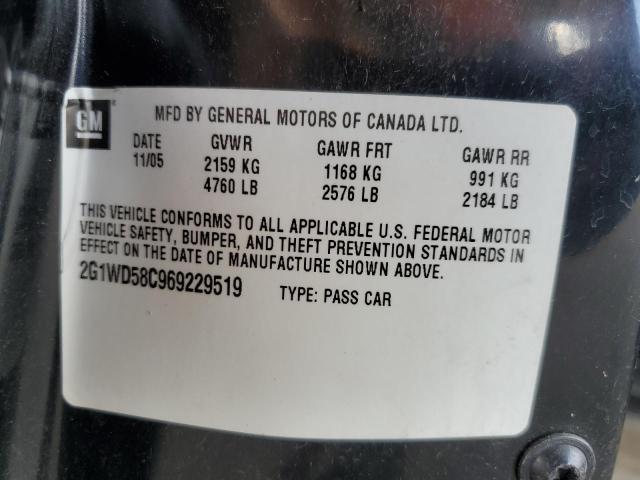 GM
MFD BY GENERAL MOTORS OF CANADA LTD.
DATE GVWR GAWR FRT GAWR RR
11/05 2159 KG 1168 KG 991 KG
4760 LB 2576 LB 2184 LB
THIS VEHICLE CONFORMS TO ALL APPLICABLE U.S. FEDERAL MOTOR
VEHICLE SAFETY, BUMPER, AND THEFT PREVENTION STANDARDS IN
EFFECT ON THE DATE OF MANUFACTURE SHOWN ABOVE.
2G1WD58C969229519 TYPE: PASS CAR